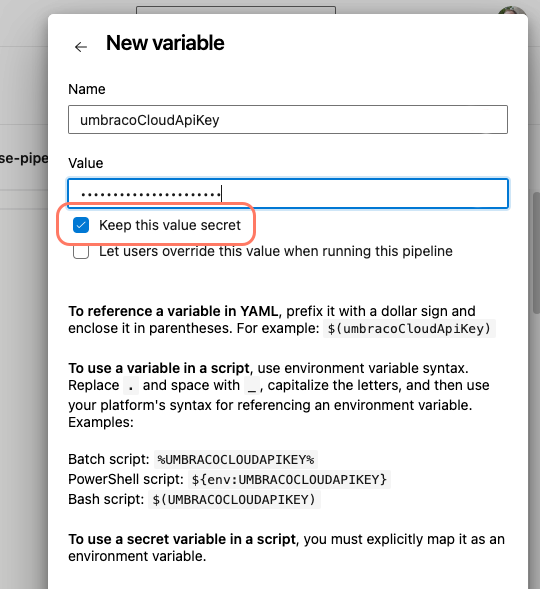 New variable
Name
umbracoCloudApiKey
se-pipe
Value
Keep this value secret
Let users override this value when running this pipeline
To reference a variable in YAML, prefix it with a dollar sign and
enclose it in parentheses. For example: $(umbracoCloudApiKey)
To use a variable in a script, use environment variable syntax.
Replace . and space with _, capitalize the letters, and then use
your platform's syntax for referencing an environment variable.
Examples:
Batch script: %UMBRACOCLOUDAPIKEY%
PowerShell script: ${env:UMBRACOCLOUDAPIKEY}
Bash script: $(UMBRACOCLOUDAPIKEY)
To use a secret variable in a script, you must explicitly map it as an
environment variable.